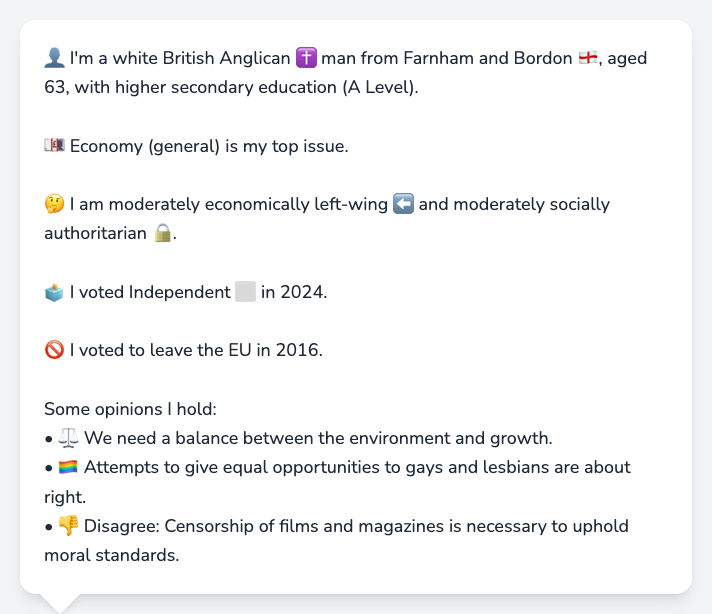 👤 I'm a white British Anglican ✝️ man from Farnham and Bordon 🏴󠁧󠁢󠁥󠁮󠁧󠁿, aged
63, with higher secondary education (A Level).
💷 Economy (general) is my top issue.
🤔 I am moderately economically left-wing ⬅️ and moderately socially
authoritarian 🔒.
🗳️ I voted Independent ⬜ in 2024.
🚫 I voted to leave the EU in 2016.
Some opinions I hold:
• ⚖️ We need a balance between the environment and growth.
• 🏳️‍🌈 Attempts to give equal opportunities to gays and lesbians are about
right.
• 👎 Disagree: Censorship of films and magazines is necessary to uphold
moral standards.